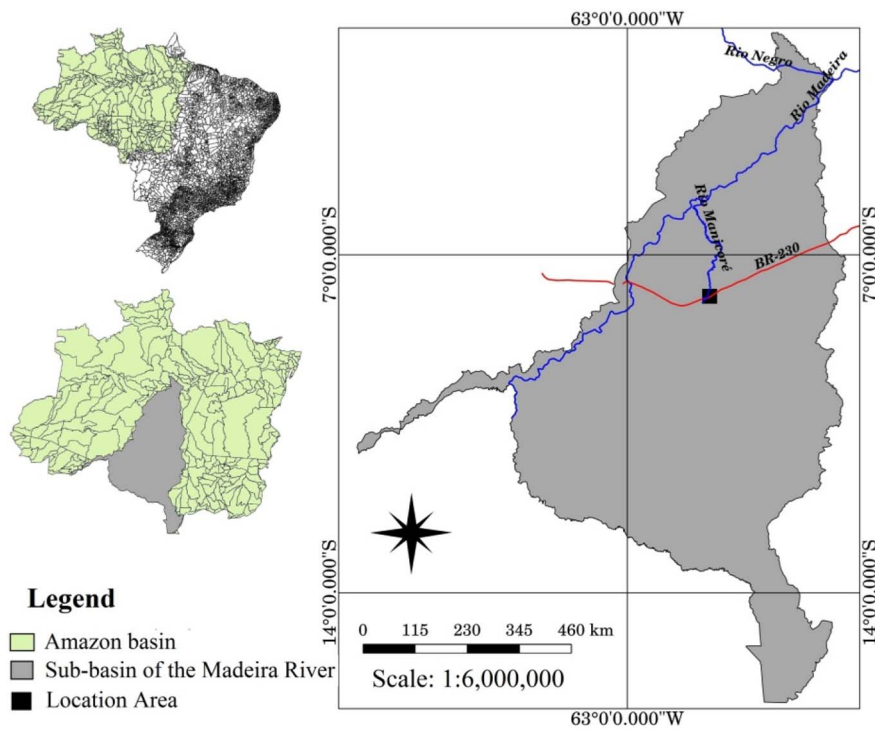 63°0'0.000"W
Rio Negro
Rio Madeira
Rio Manicoré
BR-230
7°0'0.000"S
7°0'0.000"S
14°0'0.000"S
14°0'0.000"S
Legend
Amazon basin
Sub-basin of the Madeira River
Location Area
0 115 230 345 460 km
Scale: 1:6,000,000
63°0'0.000"W